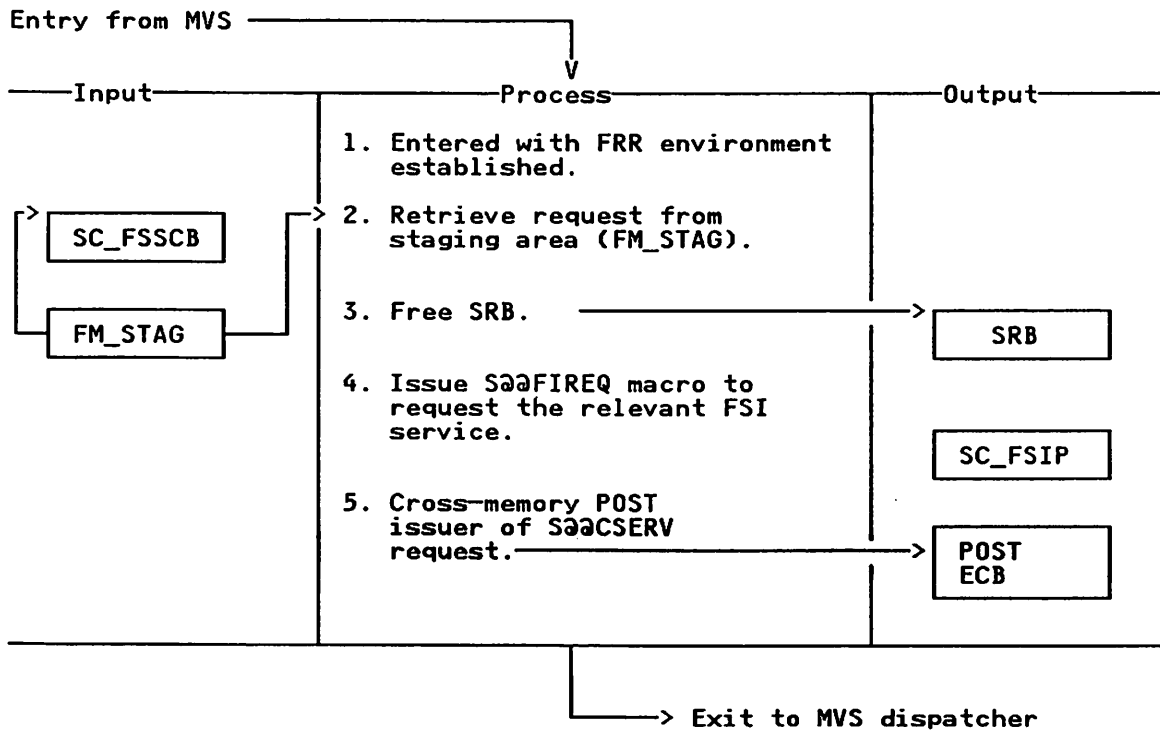 Entry from MVS
Input
Process
Output
1. Entered with FRR environment
established.
SC_FSSCB
2. Retrieve request from
staging area (FM_STAG).
FM_STAG
3. Free SRB.
SRB
4. Issue SƏƏFIREQ macro to
request the relevant FSI
service.
SC_FSIP
5. Cross-memory POST
issuer of SƏƏCSERV
request.
POST
ECB
Exit to MVS dispatcher